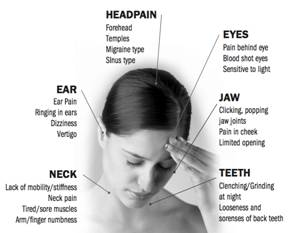 HEADPAIN
Forehead
Temples
Migraine type
Sinus type
EYES
Pain behind eye
Blood shot eyes
Sensitive to light
EAR
Ear Pain
Ringing in ears
Dizziness
Vertigo
JAW
Clicking, popping
jaw joints
Pain in cheek
Limited opening
NECK
Lack of mobility/stiffness
Neck pain
Tired/sore muscles
Arm/finger numbness
TEETH
Clenching/Grinding
at night
Looseness and
sorenses of back teeth